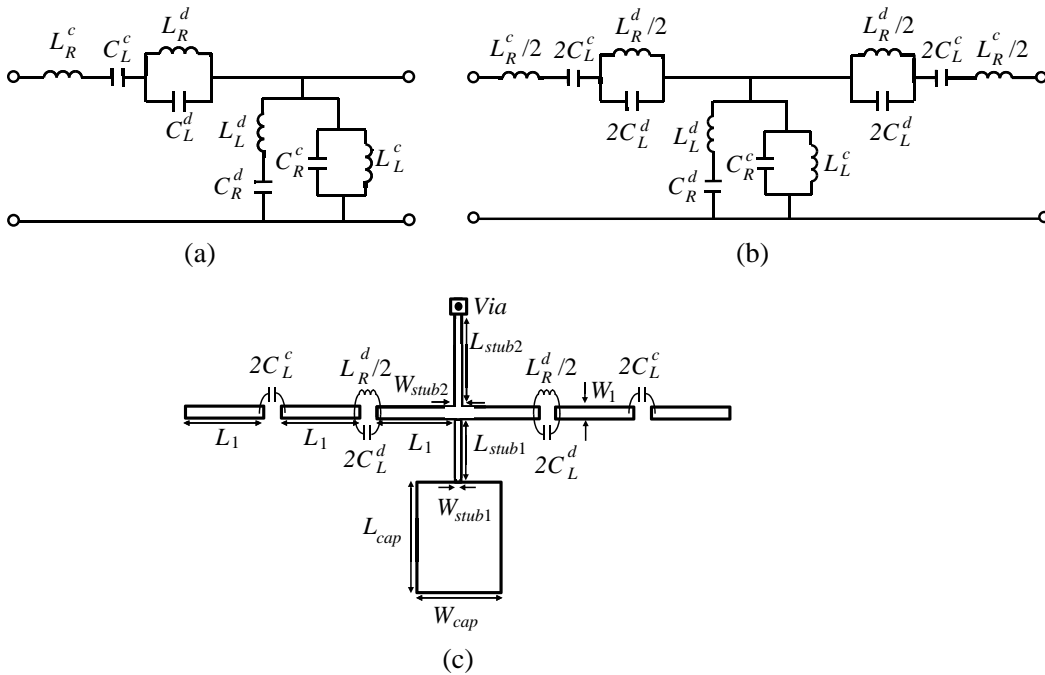 L_R^c
C_L^c
L_R^d
C_L^d
L_L^d
C_R^d
C_R^c
L_L^c
(a)
L_R^c/2
2C_L^c
L_R^d/2
2C_L^d
L_L^d
C_R^d
C_R^c
L_L^c
L_R^d/2
2C_L^d
2C_L^c
L_R^c/2
(b)
Via
L_stub2
2C_L^c
L_R^d/2
W_stub2
L_R^d/2
W_1
2C_L^c
L_1
L_1
2C_L^d
L_1
L_stub1
2C_L^d
W_stub1
L_cap
W_cap
(c)